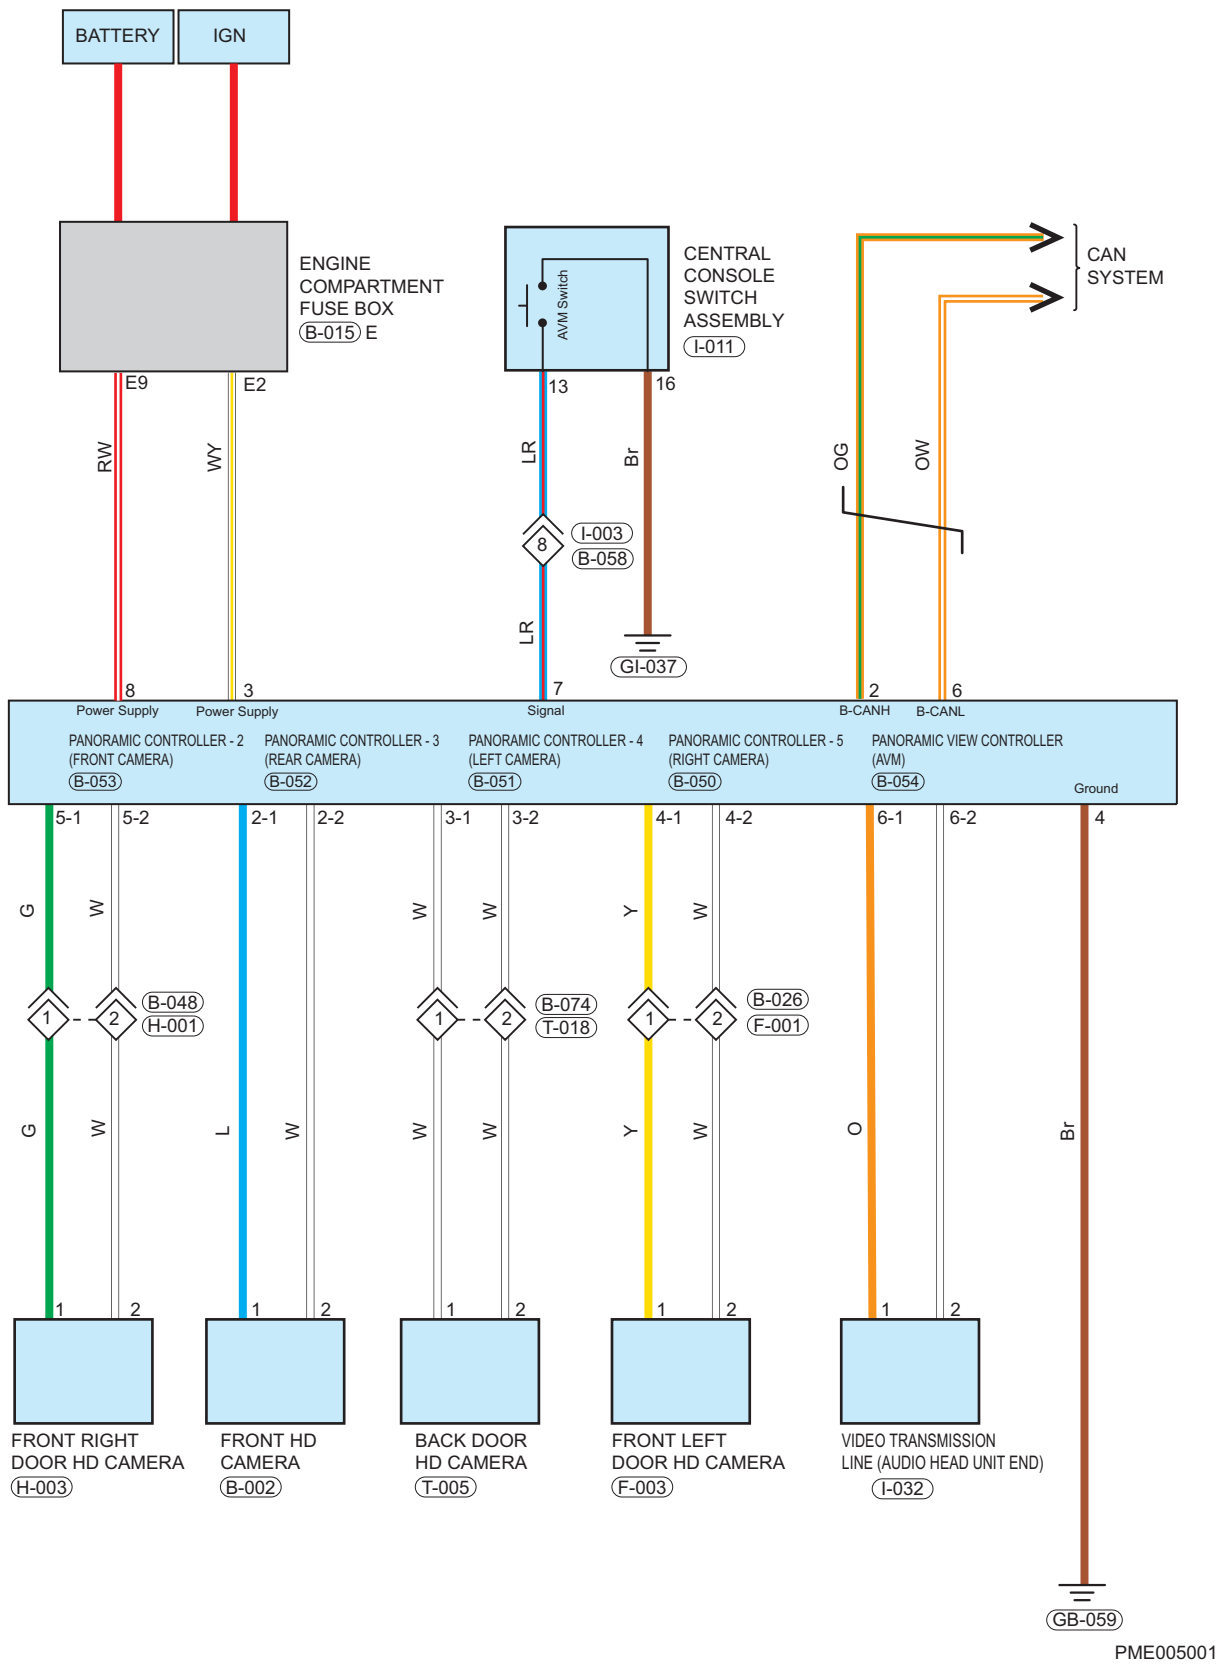 BATTERY
IGN
ENGINE
COMPARTMENT
FUSE BOX
B-015 E
E9
E2
RW
WY
8
3
AVM Switch
CENTRAL
CONSOLE
SWITCH
ASSEMBLY
I-011
13
16
LR
Br
8
I-003
B-058
LR
GI-037
7
CAN
SYSTEM
OG
OW
2
6
Power Supply
Power Supply
Signal
B-CANH
B-CANL
PANORAMIC CONTROLLER - 2
(FRONT CAMERA)
B-053
PANORAMIC CONTROLLER - 3
(REAR CAMERA)
B-052
PANORAMIC CONTROLLER - 4
(LEFT CAMERA)
B-051
PANORAMIC CONTROLLER - 5
(RIGHT CAMERA)
B-050
PANORAMIC VIEW CONTROLLER
(AVM)
B-054
Ground
5-1
5-2
2-1
2-2
3-1
3-2
4-1
4-2
6-1
6-2
4
G
W
W
W
Y
W
1
2
B-048
H-001
1
2
B-074
T-018
1
2
B-026
F-001
G
W
L
W
W
W
Y
W
O
Br
1
2
1
2
1
2
1
2
1
2
FRONT RIGHT
DOOR HD CAMERA
H-003
FRONT HD
CAMERA
B-002
BACK DOOR
HD CAMERA
T-005
FRONT LEFT
DOOR HD CAMERA
F-003
VIDEO TRANSMISSION
LINE (AUDIO HEAD UNIT END)
I-032
GB-059
PME005001